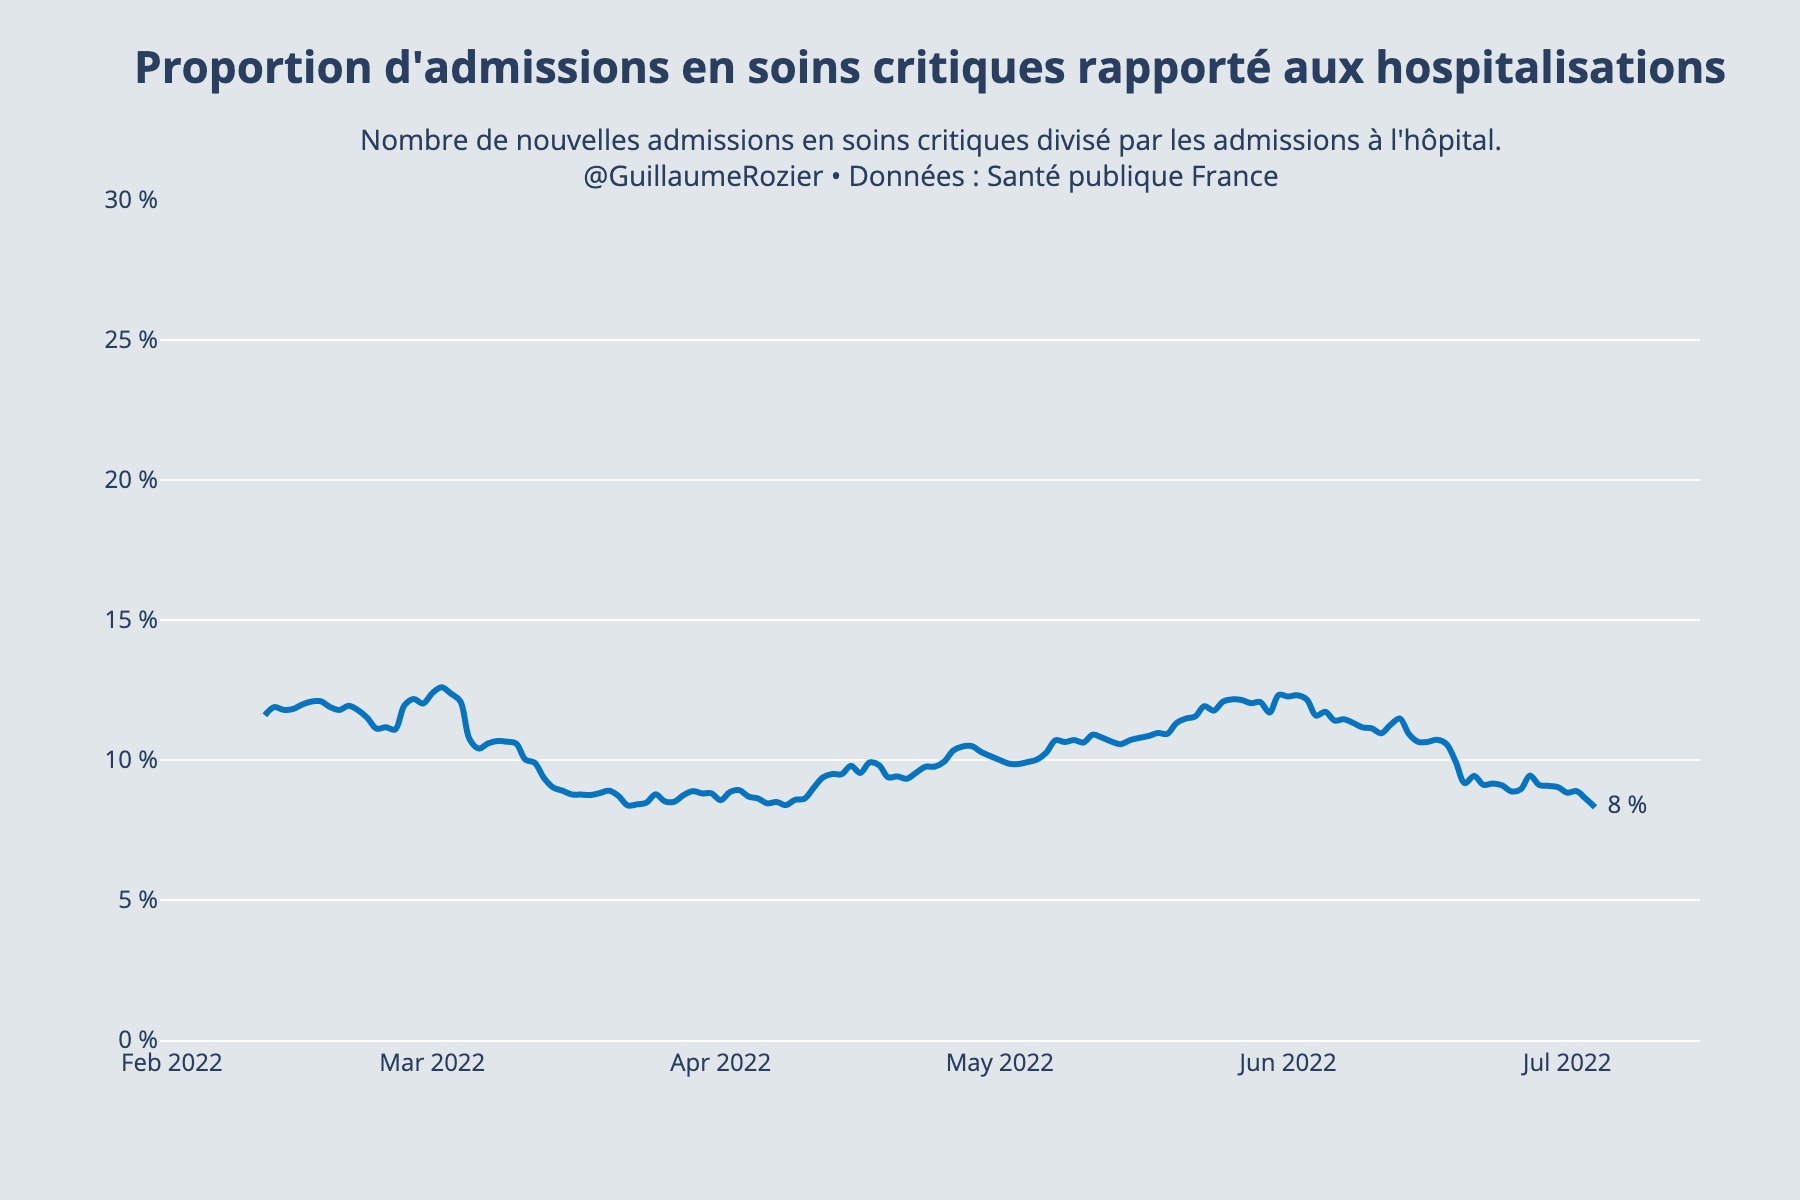 Proportion d'admissions en soins critiques rapporté aux hospitalisations
Nombre de nouvelles admissions en soins critiques divisé par les admissions à l'hôpital.
@GuillaumeRozier • Données : Santé publique France
30 %
25 %
20 %
15 %
10 %
8 %
5 %
0 %
Feb 2022 Mar 2022 Apr 2022 May 2022 Jun 2022 Jul 2022